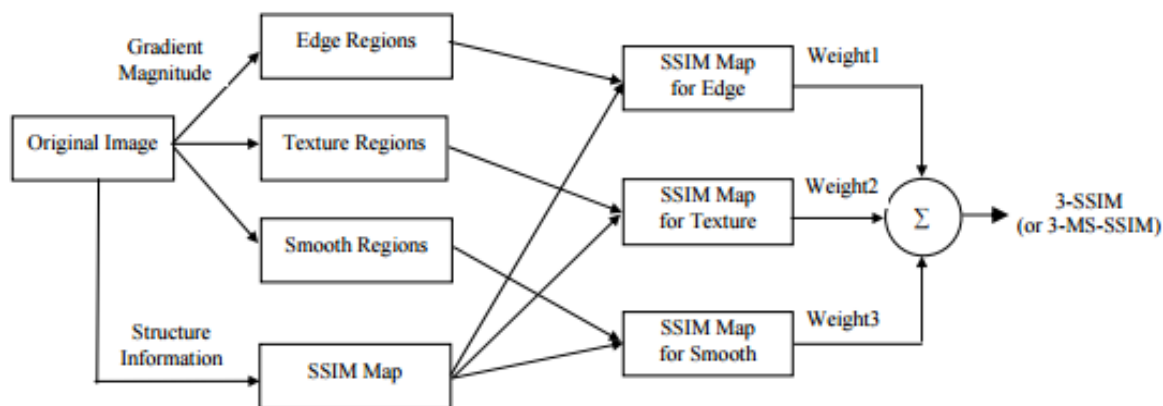 Gradient
Magnitude
Edge Regions
SSIM Map
for Edge
Weight1
Original Image
Texture Regions
SSIM Map
for Texture
Weight2
Σ
3-SSIM
(or 3-MS-SSIM)
Smooth Regions
SSIM Map
for Smooth
Weight3
Structure
Information
SSIM Map